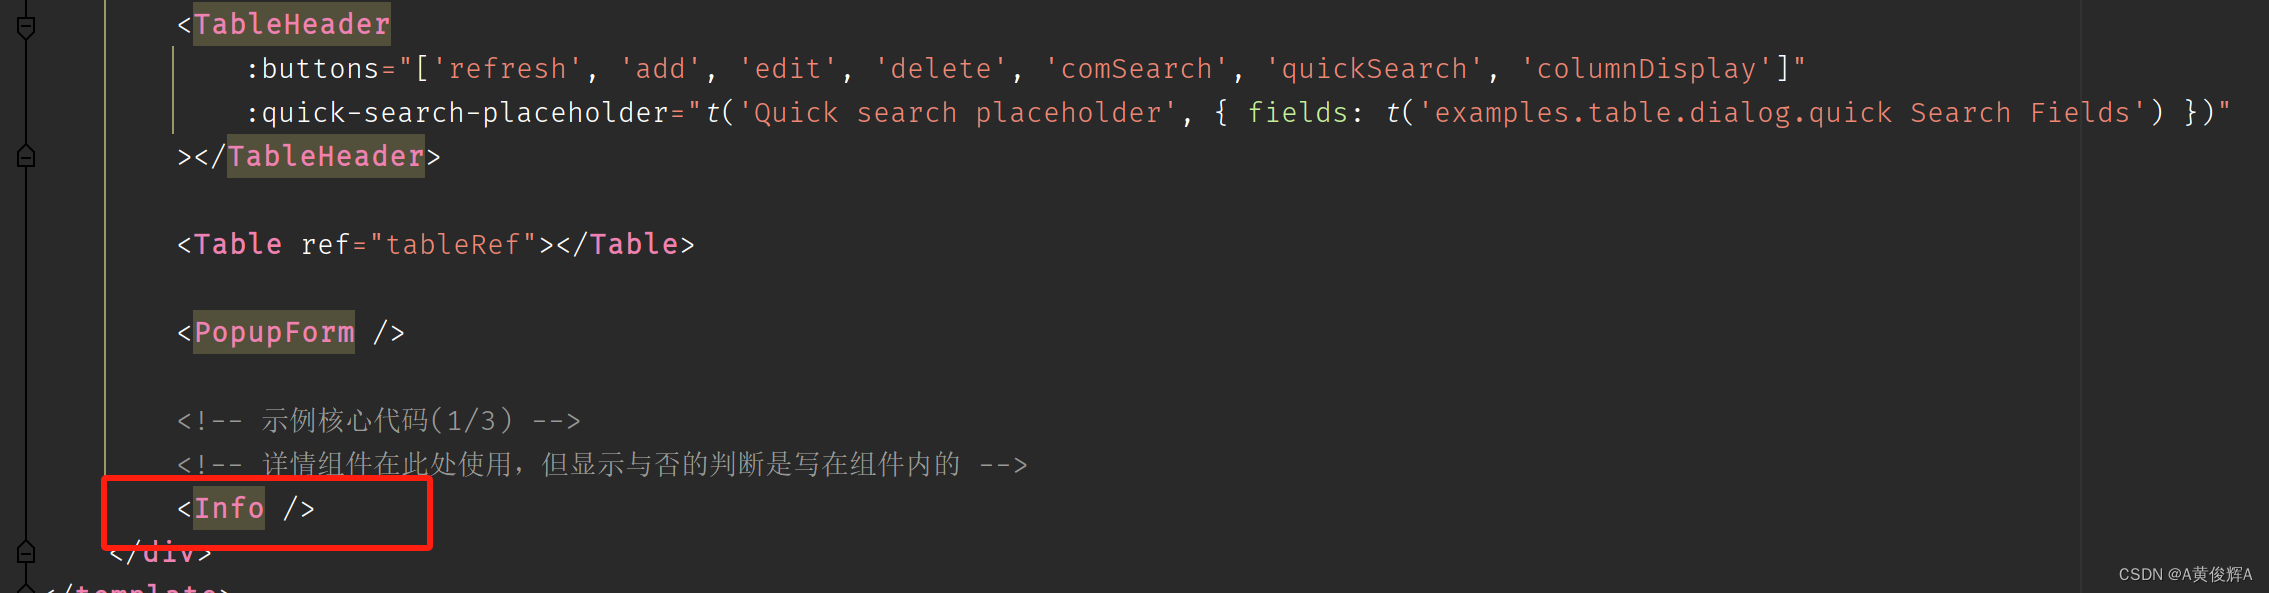 <TableHeader
:buttons="['refresh', 'add', 'edit', 'delete', 'comSearch', 'quickSearch', 'columnDisplay']"
:quick-search-placeholder="t('Quick search placeholder', { fields: t('examples.table.dialog.quick Search Fields') })"
></TableHeader>
<Table ref="tableRef"></Table>
<PopupForm />
<!-- 示例核心代码(1/3) -->
<!-- 详情组件在此处使用，但显示与否的判断是写在组件内的 -->
<Info />
</div>
</template>
CSDN @A黄俊辉A